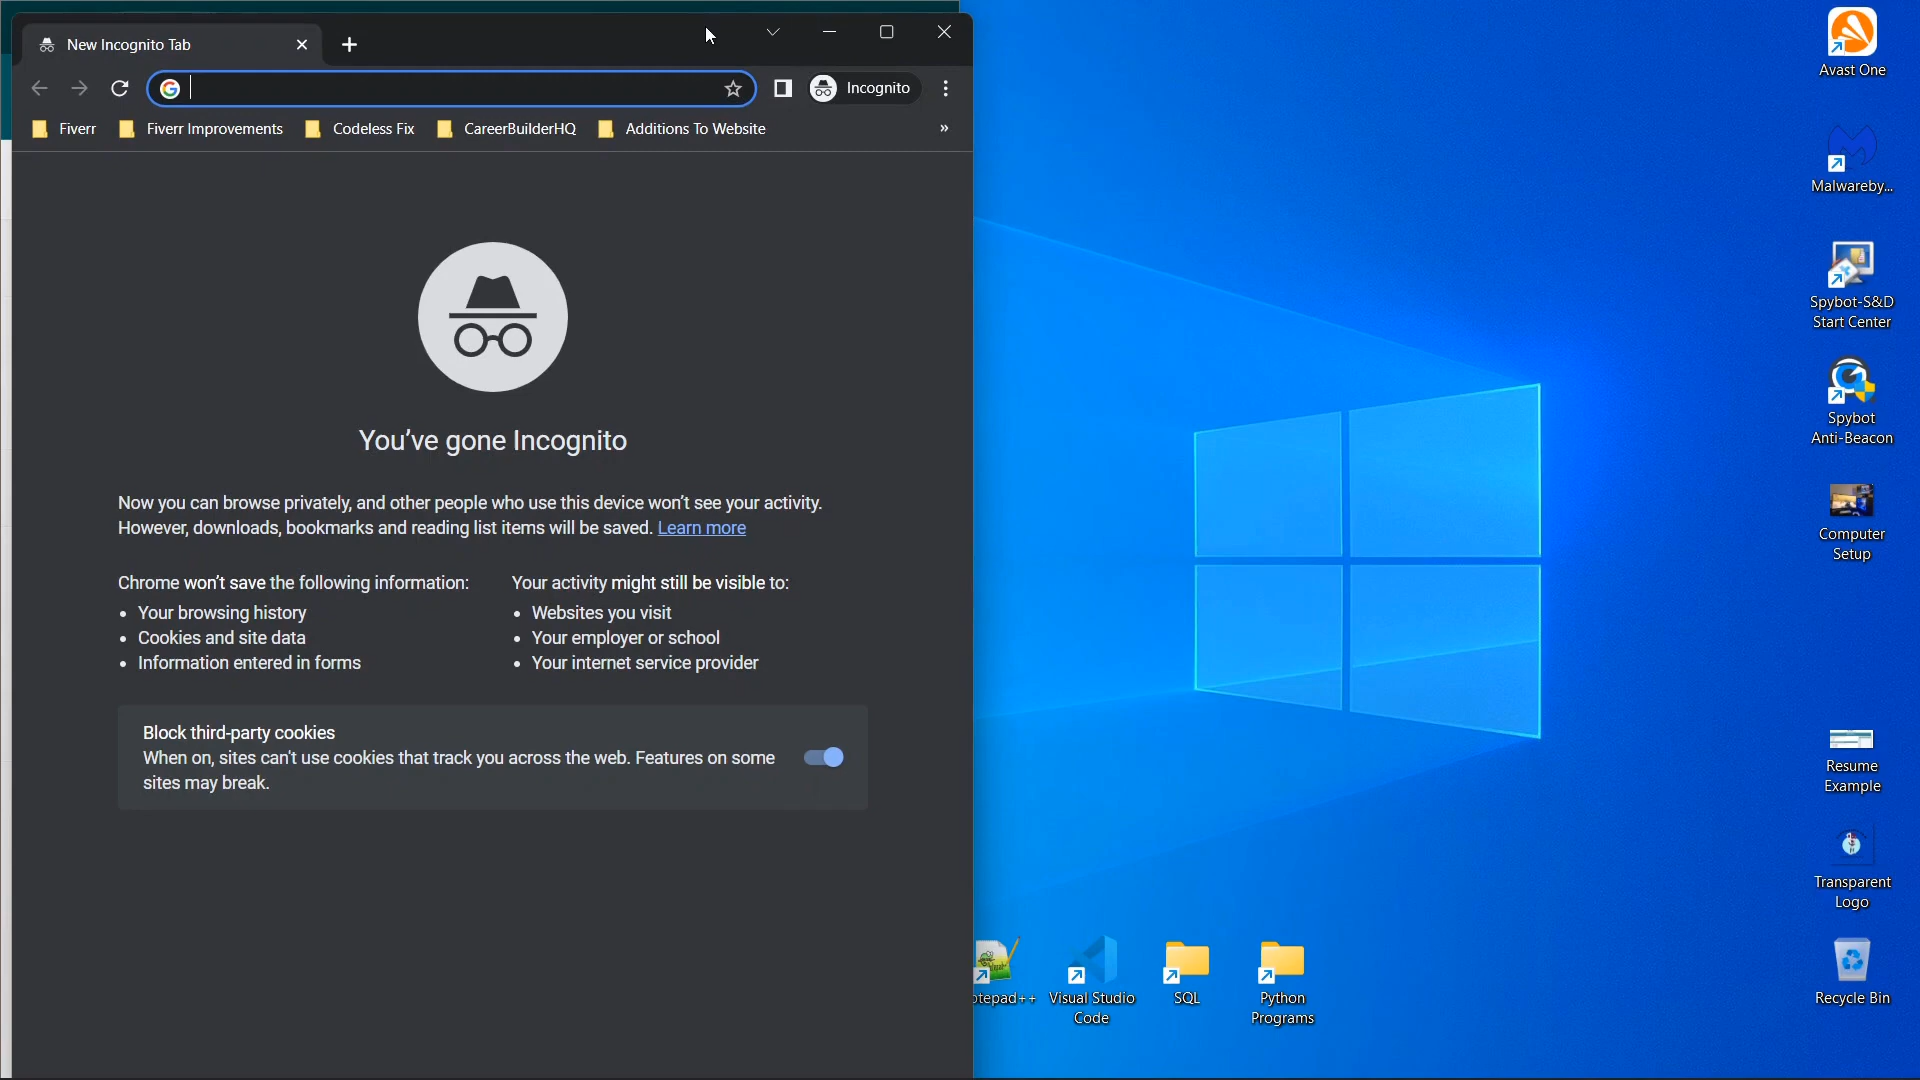 New Incognito Tab
Incognito
Fiverr
Fiverr Improvements
Codeless Fix
CareerBuilderHQ
Additions To Website
»
You've gone Incognito
Now you can browse privately, and other people who use this device won't see your activity.
However, downloads, bookmarks and reading list items will be saved. Learn more
Chrome won't save the following information:
• Your browsing history
• Cookies and site data
• Information entered in forms
Your activity might still be visible to:
• Websites you visit
• Your employer or school
• Your internet service provider
Block third-party cookies
When on, sites can't use cookies that track you across the web. Features on some
sites may break.
Avast One
Malwareby...
Spybot-S&D
Start Center
Spybot
Anti-Beacon
Computer
Setup
Resume
Example
Transparent
Logo
Recycle Bin
otepad++
Visual Studio
Code
SQL
Python
Programs